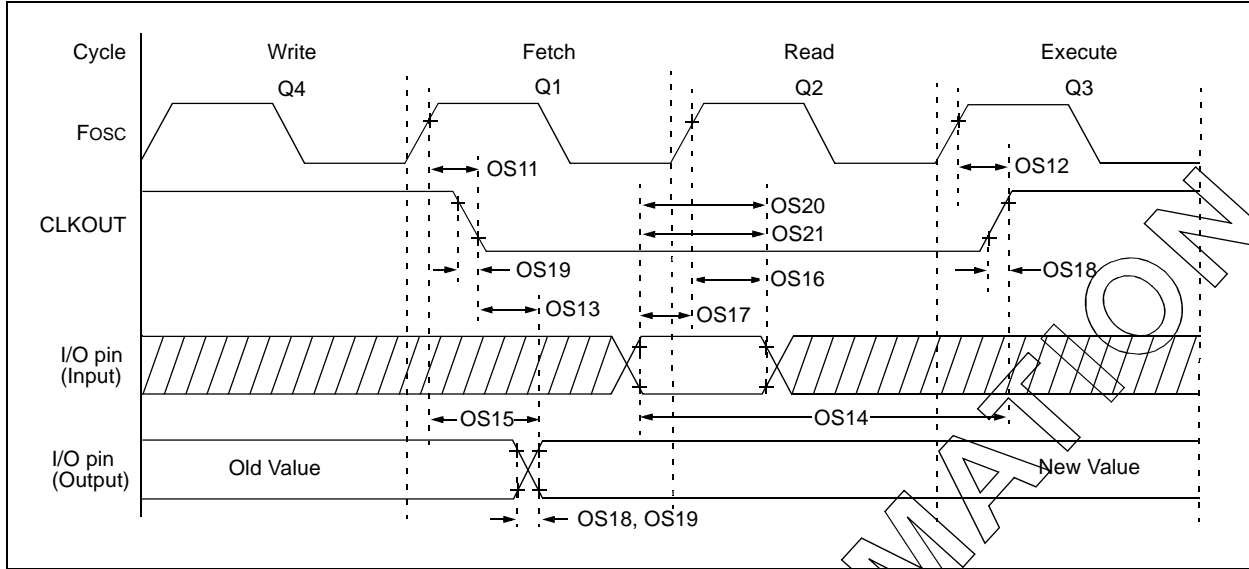 Cycle Write Fetch Read Execute
Q4 Q1 Q2 Q3
FOSC
OS11 OS12
OS20
CLKOUT
OS21
OS19 OS16 OS18
OS13 OS17
I/O pin
(Input)
OS15 OS14
I/O pin
(Output)
Old Value New Value
OS18, OS19
MATION